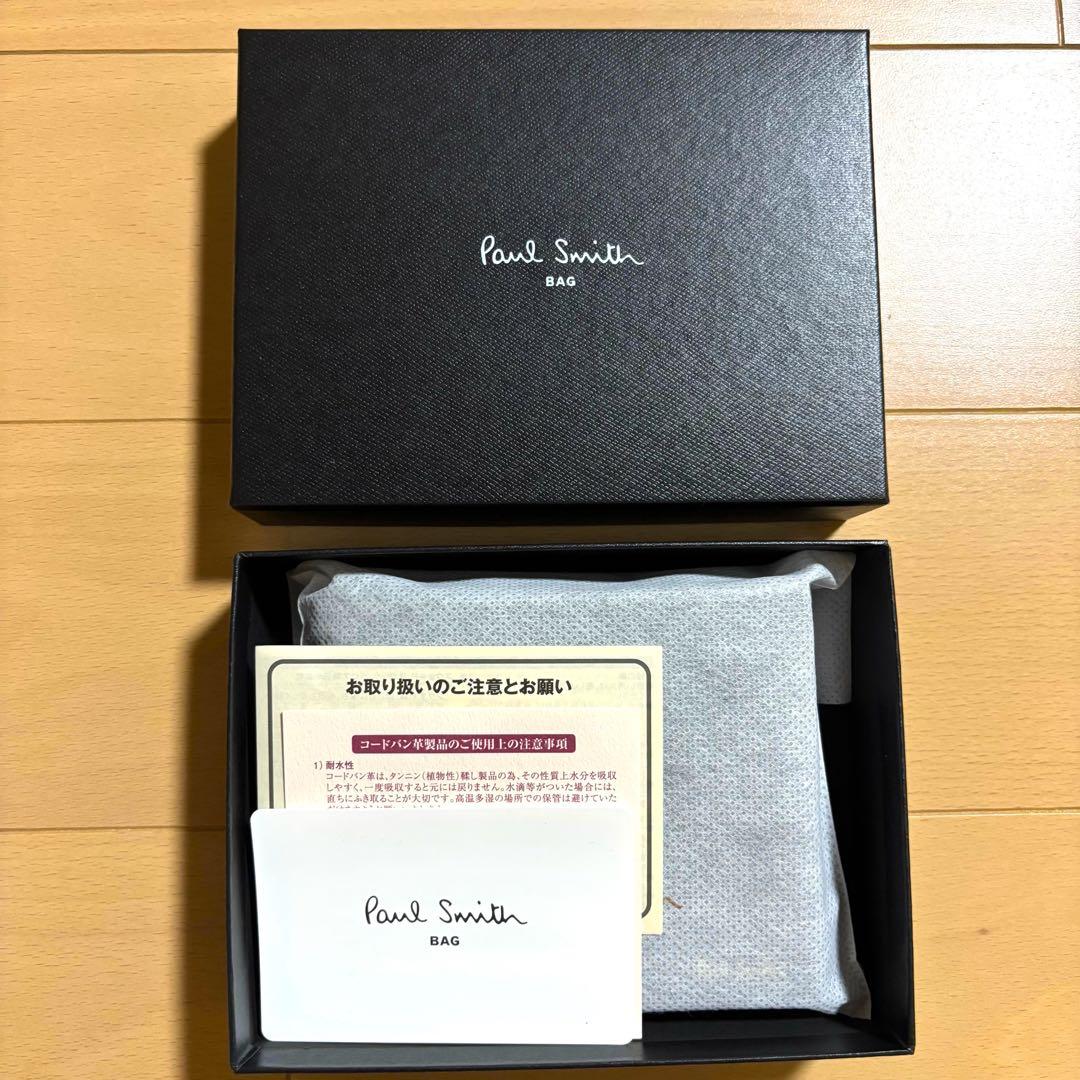 Paul Smith
BAG
お取り扱いのご注意とお願い
コードバン革製品のご使用上の注意事項
1) 耐水性
コードバン革は、タンニン(植物性)鞣し製品の為、その性質上水分を吸収
しやすく、一度吸収すると元には戻りません。水滴等がついた場合には、
直ちにふき取ることが大切です。高温多湿の場所での保管は避けていた
Paul Smith
BAG